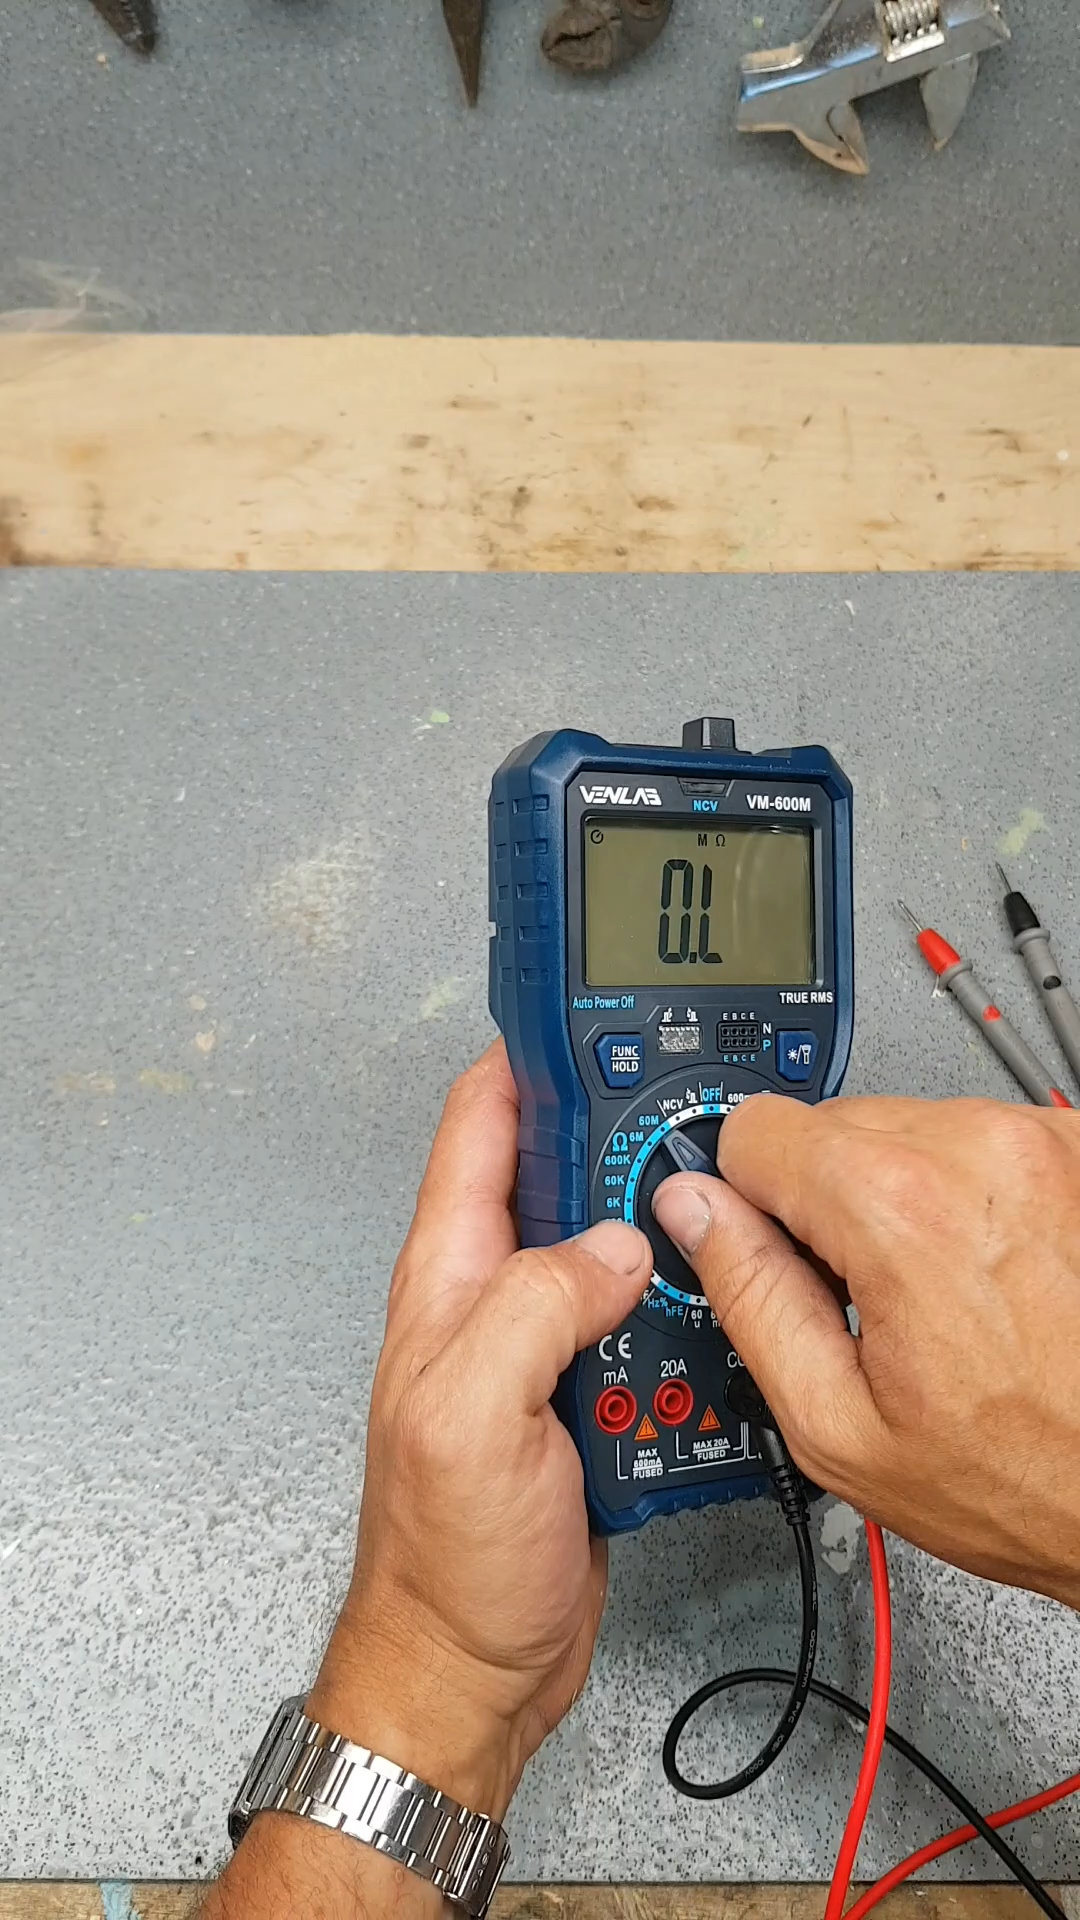 VENLAB
NCV
VM-600M
M Ω
0.L
Auto Power Off
TRUE RMS
FUNC
HOLD
E B C E
N
P
E B C E
NCV
OFF
60M
Ω
6M
600K
60K
6K
Hz%
hFE
60
u
CE
mA
20A
MAX
600mA
FUSED
MAX 20A
FUSED